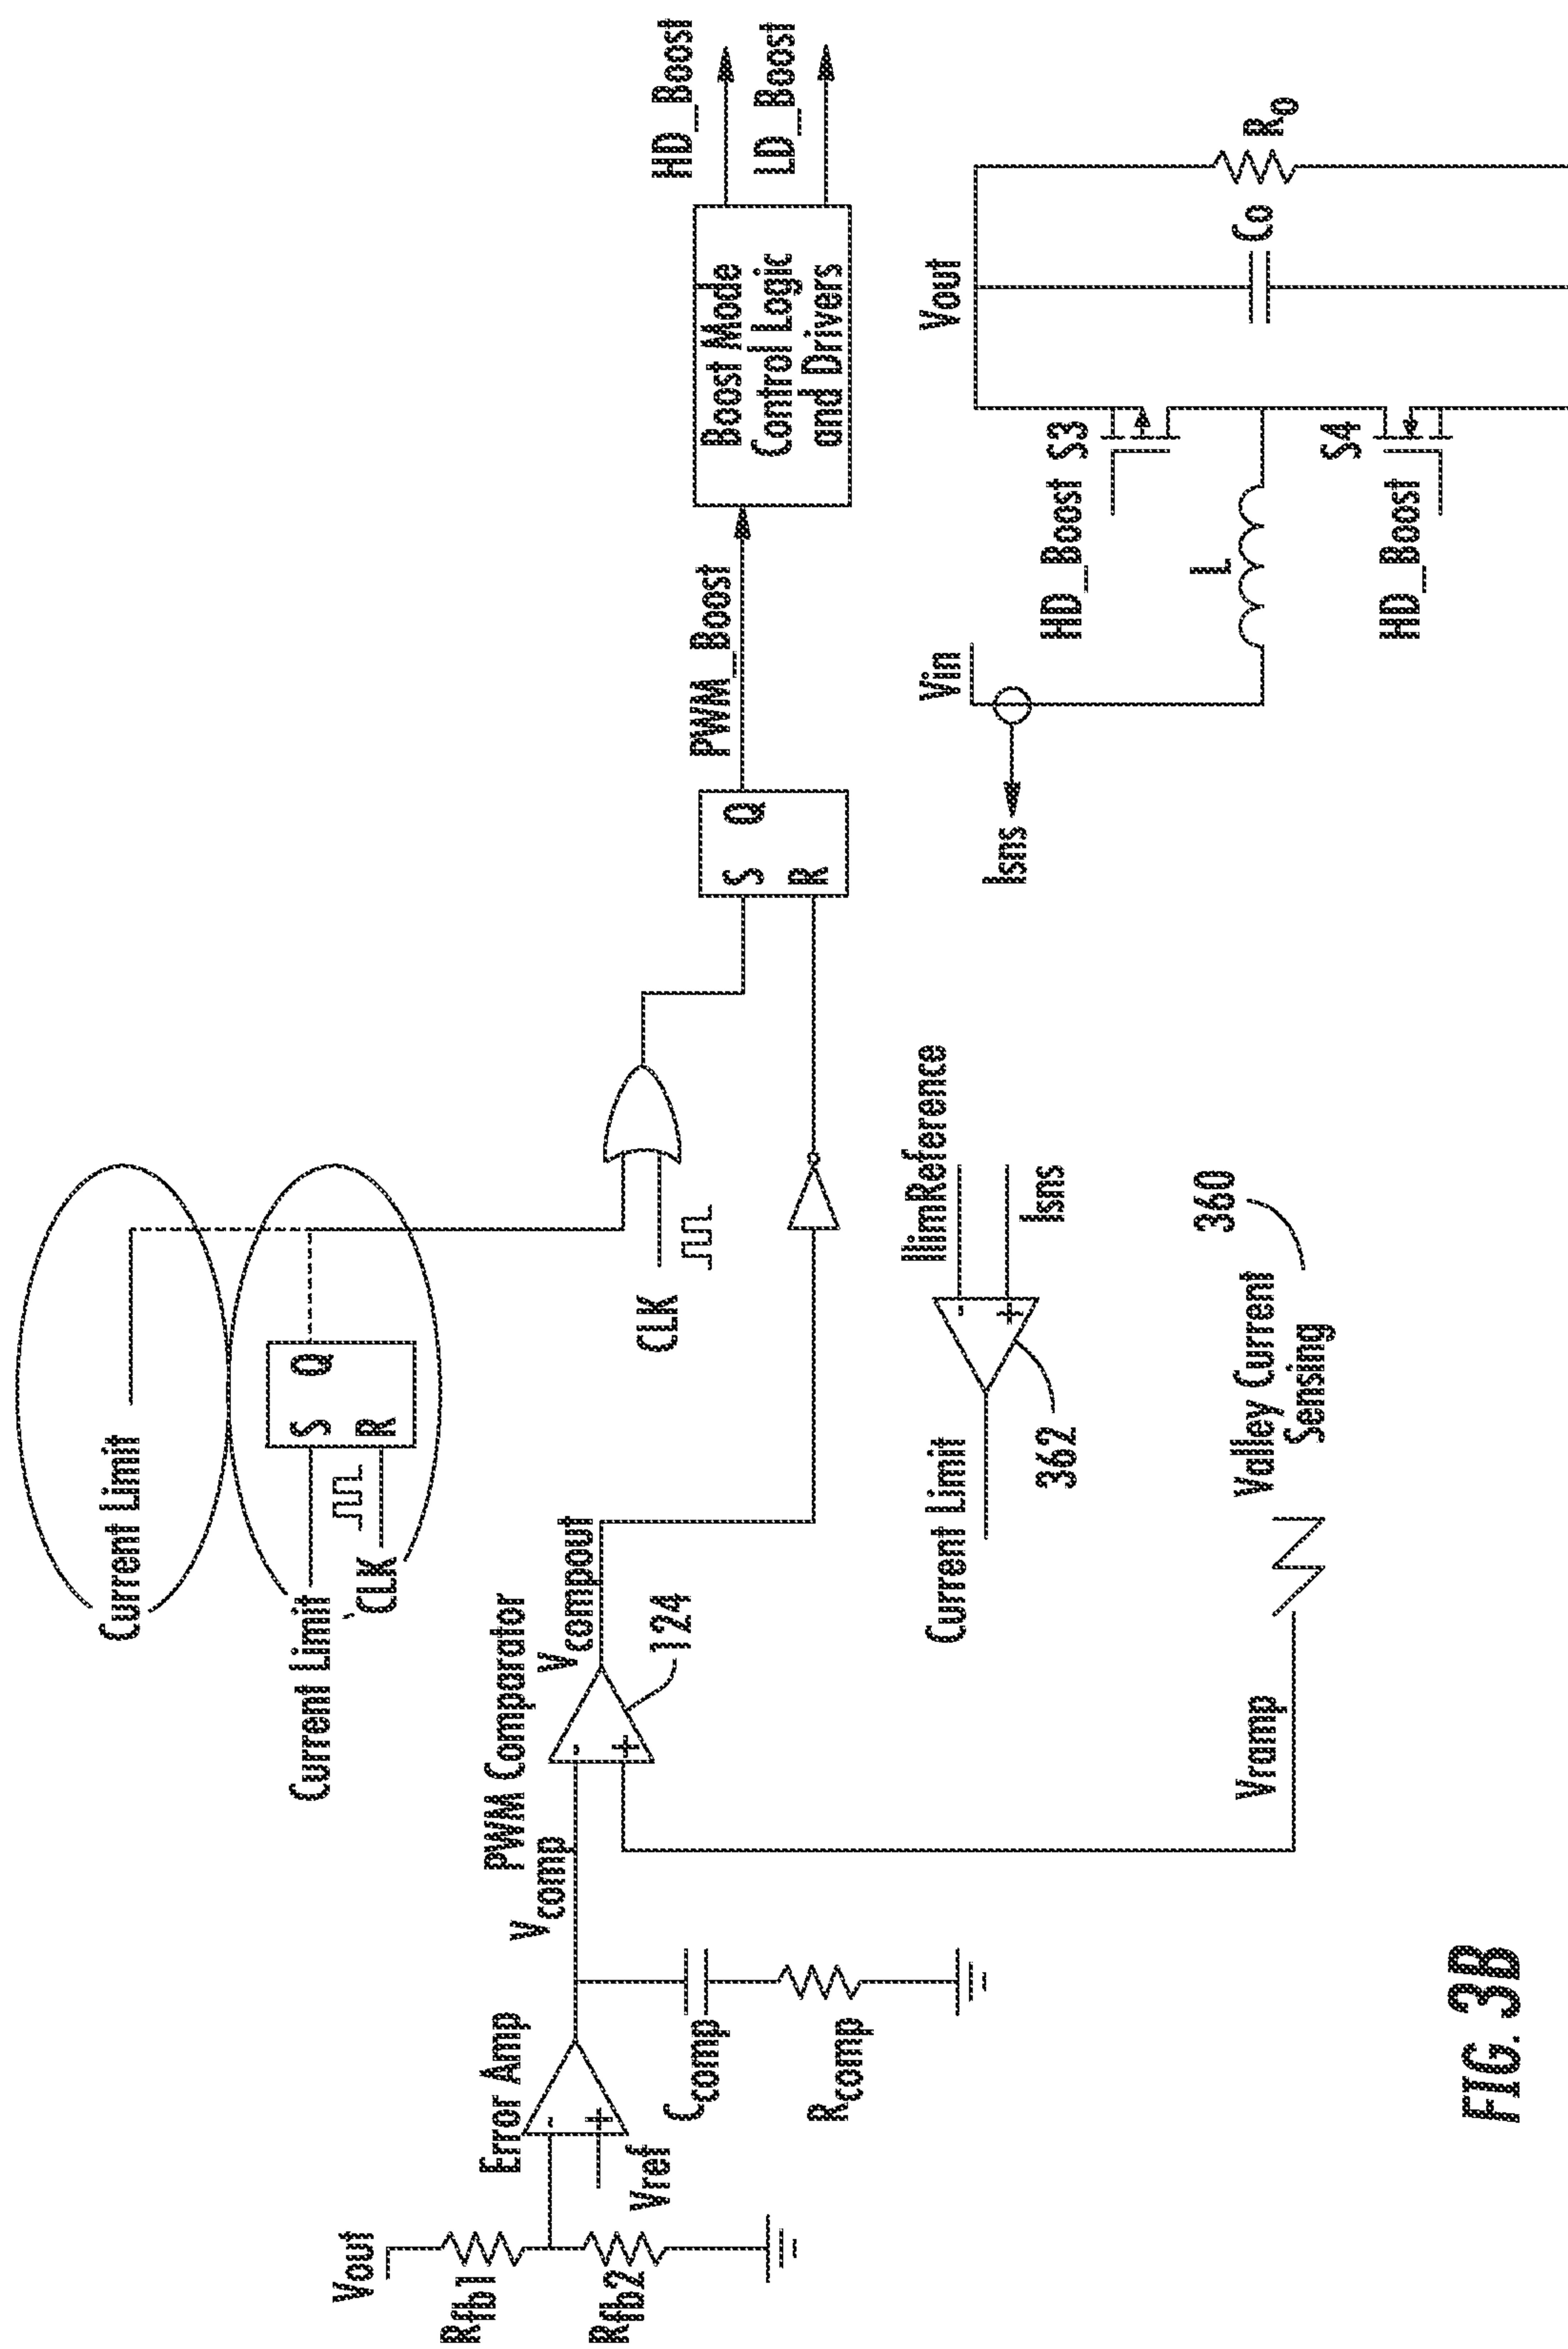 Current Limit
Current Limit
S Q
R
CLK
CLK
HD_Boost
LD_Boost
Boost Mode
Control Logic
and Drivers
PWM_Boost
S Q
R
PWM Comparator
Vcomp
Vcompout
-
+
124
Error Amp
-
+
Vref
Vout
Rfb1
Rfb2
Ccomp
Rcomp
Current Limit
IlimReference
-
+
Isns
362
Vramp
Valley Current
Sensing
360
Isns
Vin
L
HD_Boost S3
HD_Boost
S4
Vout
Co
Ro
FIG. 3B